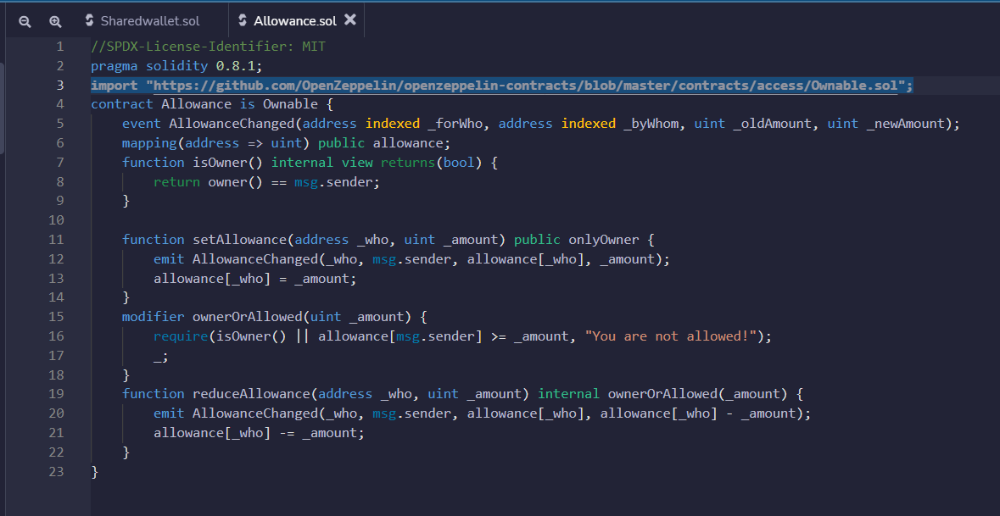 Sharedwallet.sol Allowance.sol
1 //SPDX-License-Identifier: MIT
2 pragma solidity 0.8.1;
3 import "https://github.com/OpenZeppelin/openzeppelin-contracts/blob/master/contracts/access/Ownable.sol";
4 contract Allowance is Ownable {
5 event AllowanceChanged(address indexed _forWho, address indexed _byWhom, uint _oldAmount, uint _newAmount);
6 mapping(address => uint) public allowance;
7 function isOwner() internal view returns(bool) {
8 return owner() == msg.sender;
9 }
10
11 function setAllowance(address _who, uint _amount) public onlyOwner {
12 emit AllowanceChanged(_who, msg.sender, allowance[_who], _amount);
13 allowance[_who] = _amount;
14 }
15 modifier ownerOrAllowed(uint _amount) {
16 require(isOwner() || allowance[msg.sender] >= _amount, "You are not allowed!");
17 _;
18 }
19 function reduceAllowance(address _who, uint _amount) internal ownerOrAllowed(_amount) {
20 emit AllowanceChanged(_who, msg.sender, allowance[_who], allowance[_who] - _amount);
21 allowance[_who] -= _amount;
22 }
23 }